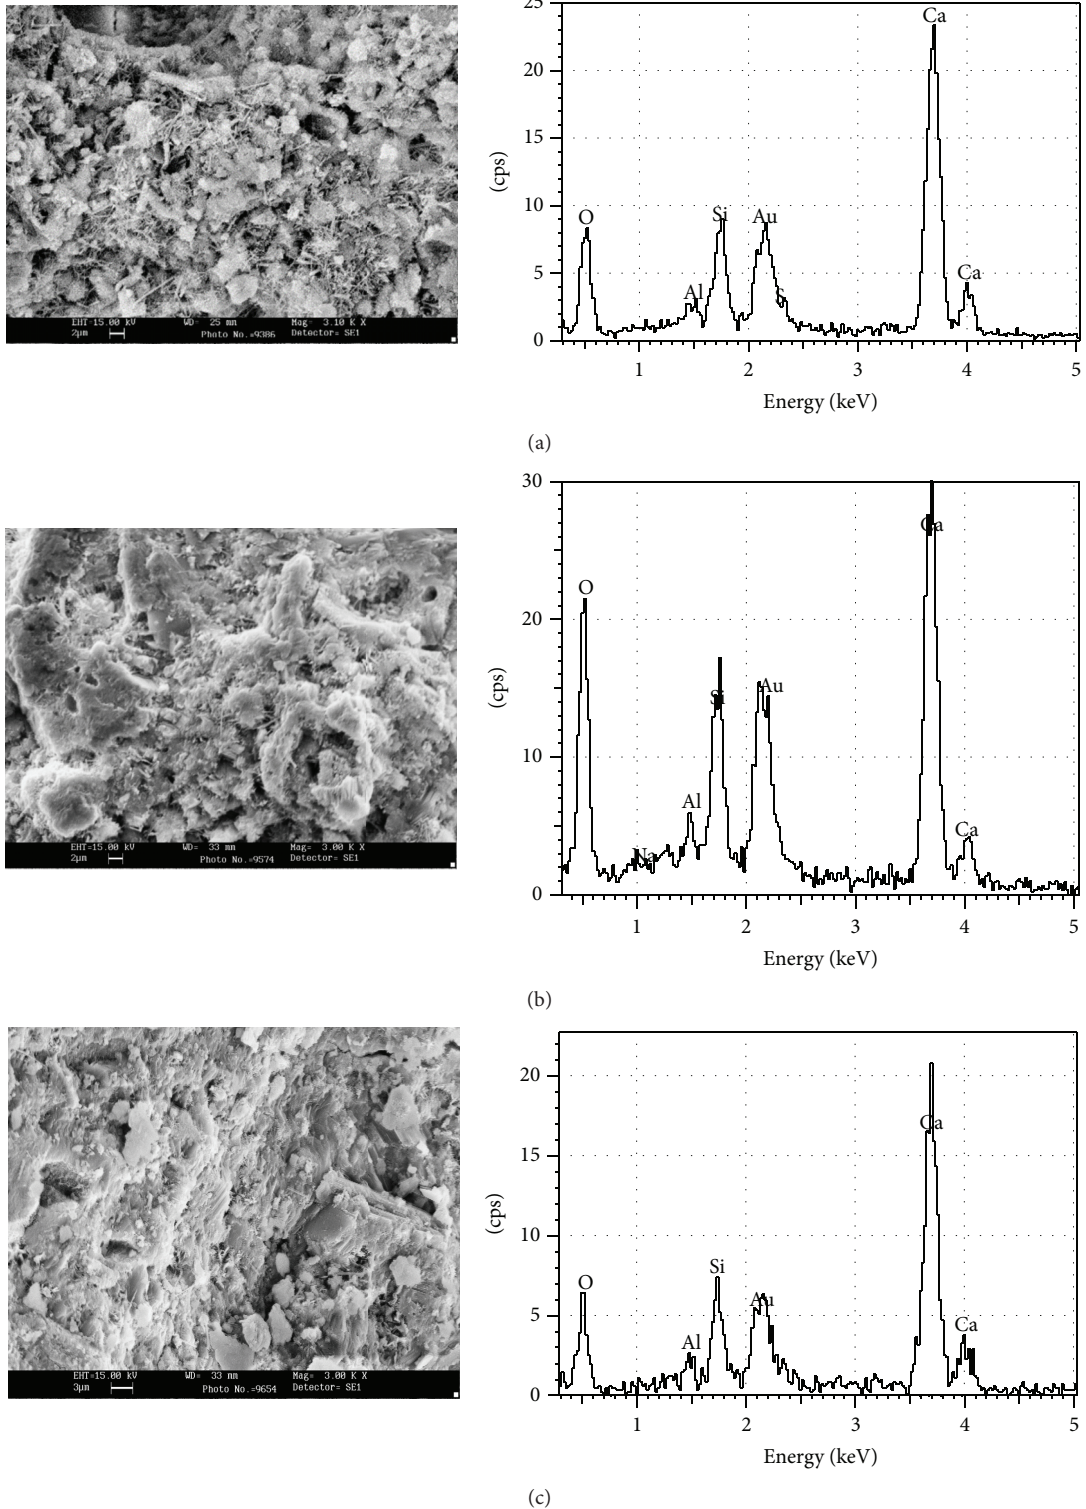 EHT=15.00 kV WD= 25 mm Mag= 3.10 K X
2µm Photo No.=9386 Detector= SE1
25
20
15
10
5
0
(cps)
O
Al
Si
Au
S
Ca
Ca
1 2 3 4 5
Energy (keV)
(a)
EHT=15.00 kV WD= 33 mm Mag= 3.00 K X
2µm Photo No.=9574 Detector= SE1
30
20
10
0
(cps)
O
Na
Al
Si
Au
Ca
Ca
1 2 3 4 5
Energy (keV)
(b)
EHT=15.00 kV WD= 33 mm Mag= 3.00 K X
3µm Photo No.=9654 Detector= SE1
20
15
10
5
0
(cps)
O
Al
Si
Au
Ca
Ca
1 2 3 4 5
Energy (keV)
(c)